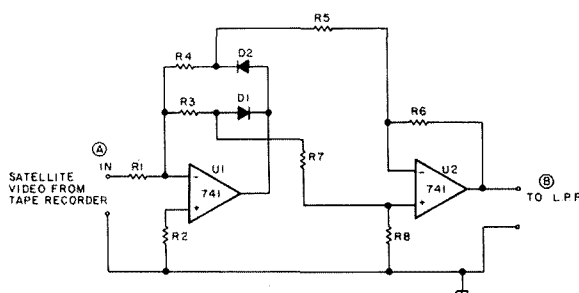 R5
R4
D2
R3
D1
R6
A
IN
R1
U1
R7
U2
SATELLITE
VIDEO FROM
TAPE RECORDER
-
741
+
-
741
+
B
TO L.P.F
R2
R8